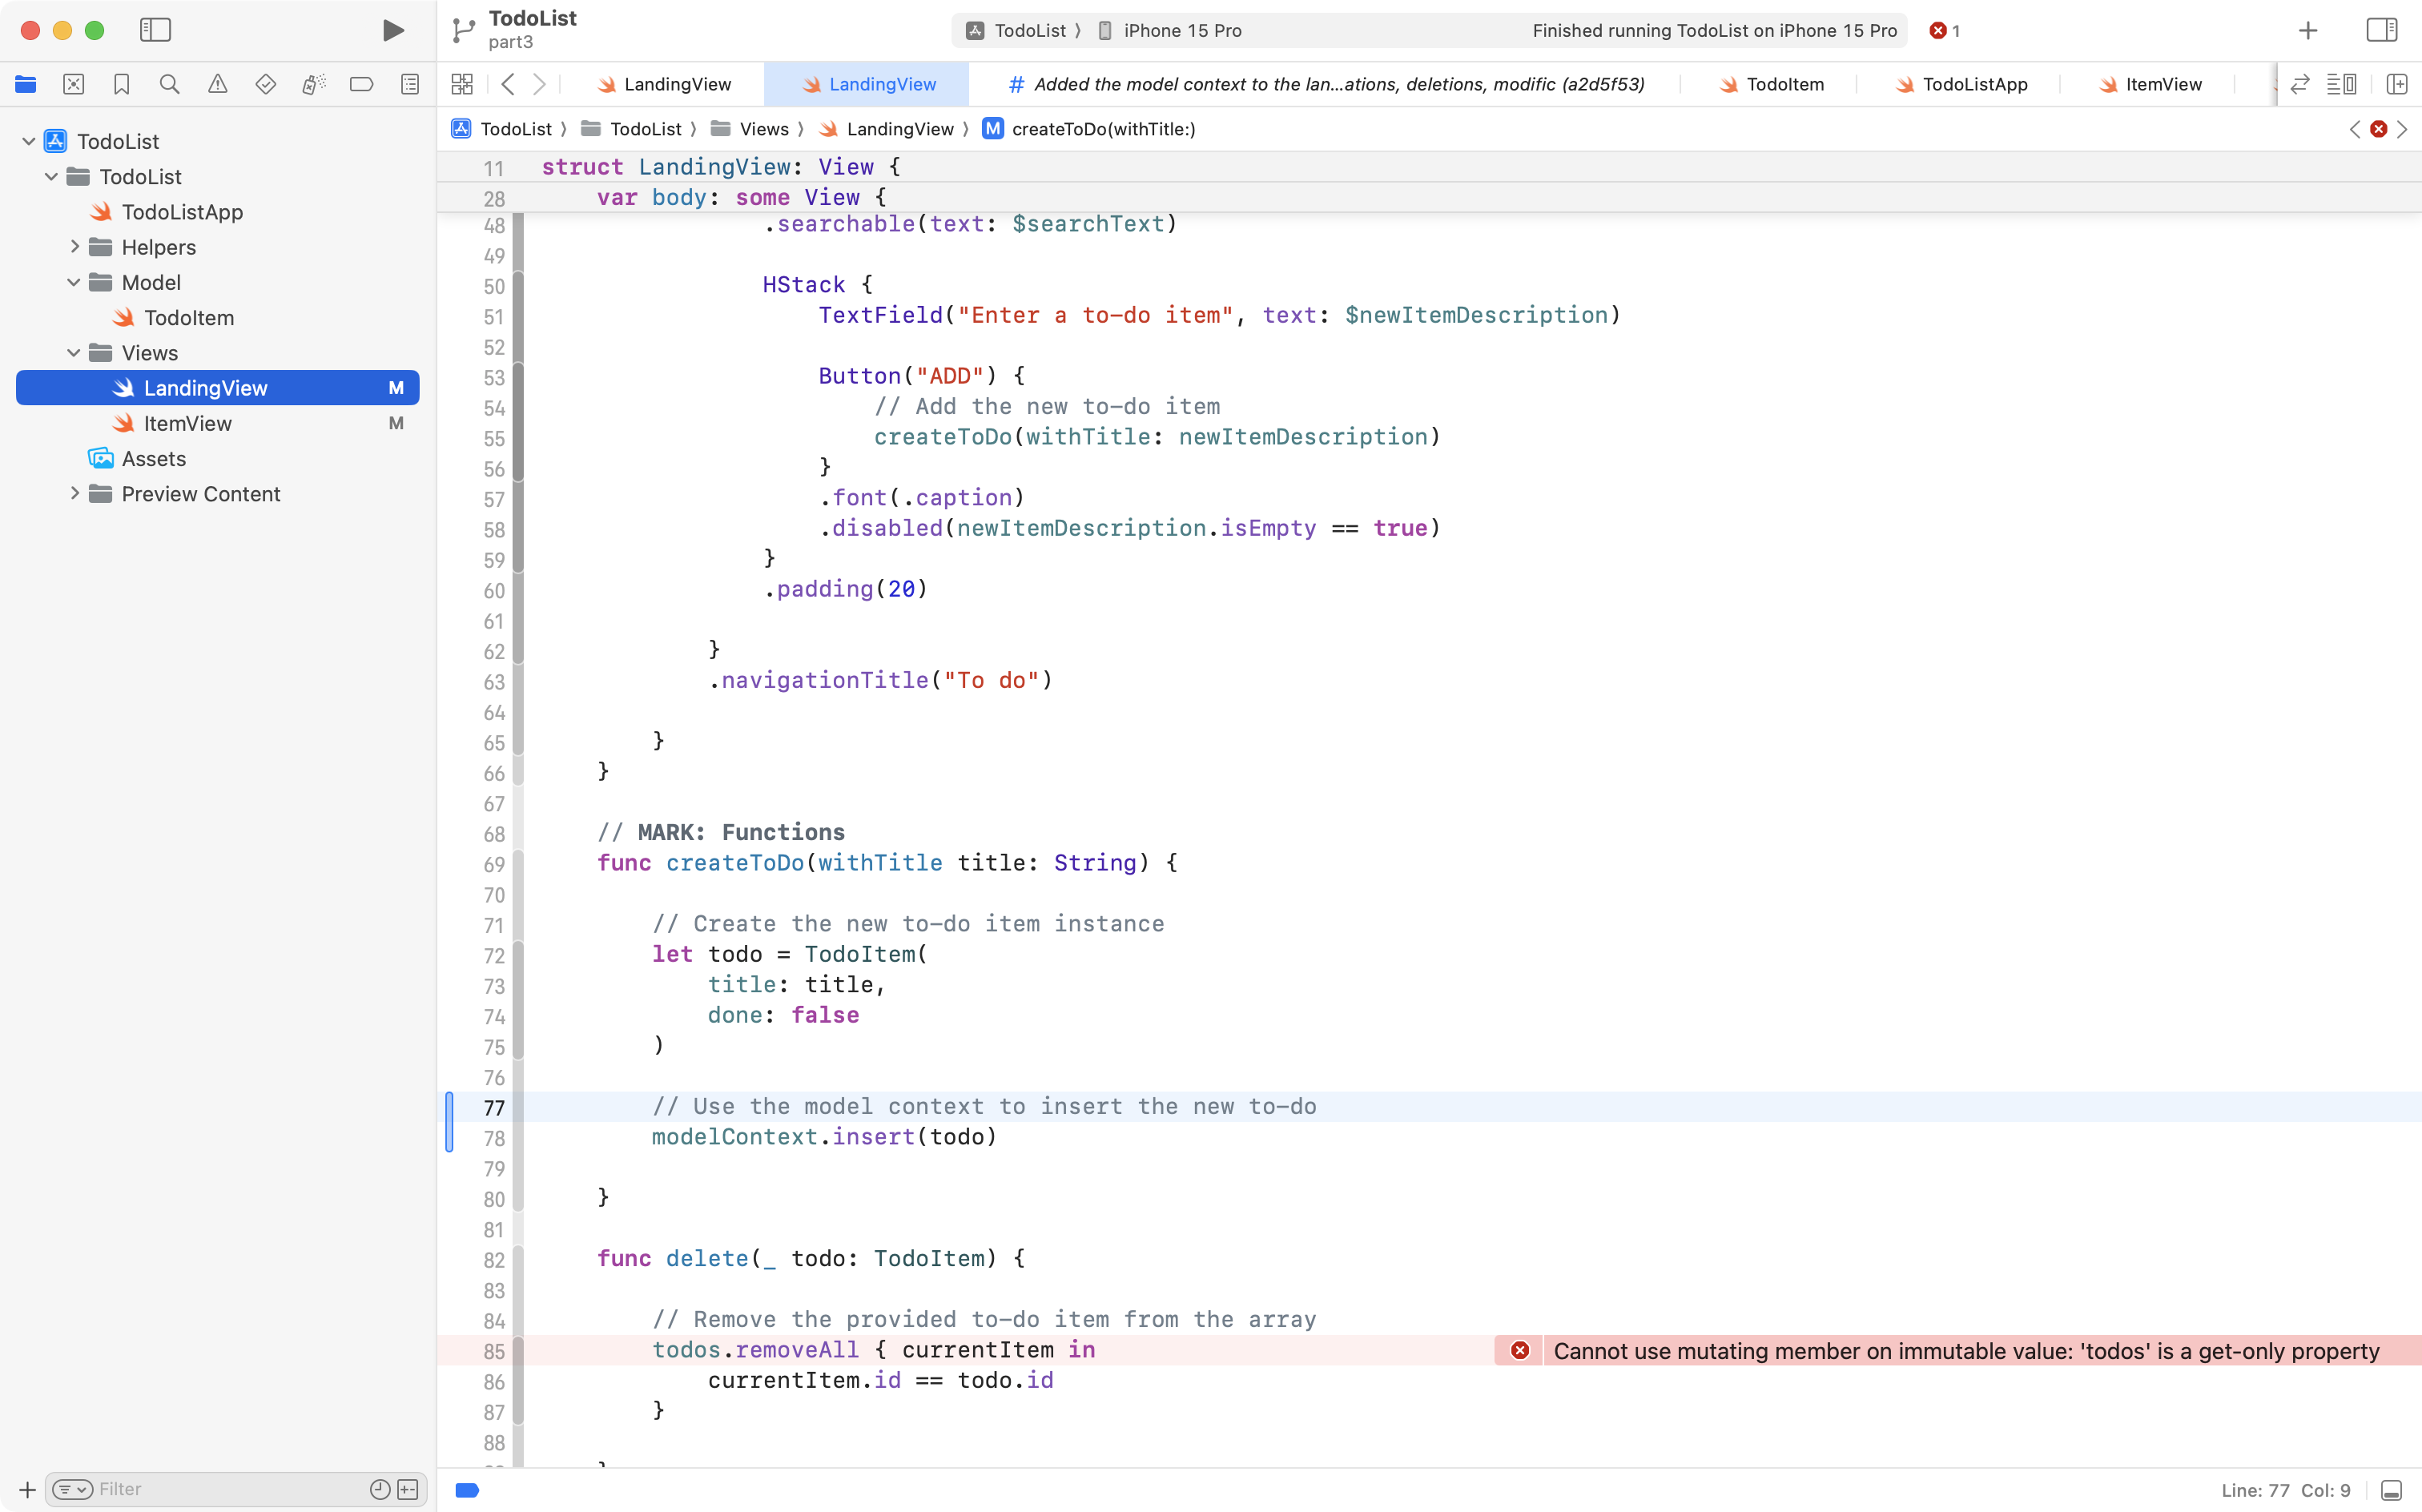 TodoList
part3
TodoList
iPhone 15 Pro
Finished running TodoList on iPhone 15 Pro
1
LandingView
LandingView
# Added the model context to the lan...ations, deletions, modific (a2d5f53)
TodoItem
TodoListApp
ItemView
TodoList
TodoList
Views
LandingView
M createToDo(withTitle:)
TodoList
TodoList
TodoListApp
Helpers
Model
TodoItem
Views
LandingView M
ItemView M
Assets
Preview Content
Filter
11 struct LandingView: View {
28     var body: some View {
48                 .searchable(text: $searchText)
49
50                 HStack {
51                     TextField("Enter a to-do item", text: $newItemDescription)
52
53                     Button("ADD") {
54                         // Add the new to-do item
55                         createToDo(withTitle: newItemDescription)
56                     }
57                     .font(.caption)
58                     .disabled(newItemDescription.isEmpty == true)
59                 }
60                 .padding(20)
61
62             }
63             .navigationTitle("To do")
64
65         }
66     }
67
68     // MARK: Functions
69     func createToDo(withTitle title: String) {
70
71         // Create the new to-do item instance
72         let todo = TodoItem(
73             title: title,
74             done: false
75         )
76
77         // Use the model context to insert the new to-do
78         modelContext.insert(todo)
79
80     }
81
82     func delete(_ todo: TodoItem) {
83
84         // Remove the provided to-do item from the array
85         todos.removeAll { currentItem in
Cannot use mutating member on immutable value: 'todos' is a get-only property
86             currentItem.id == todo.id
87         }
88
Line: 77 Col: 9